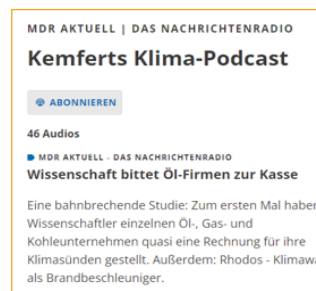 MDR AKTUELL | DAS NACHRICHTENRADIO
Kemferts Klima-Podcast
ABONNIEREN
46 Audios
MDR AKTUELL - DAS NACHRICHTENRADIO
Wissenschaft bittet Öl-Firmen zur Kasse
Eine bahnbrechende Studie: Zum ersten Mal haben
Wissenschaftler einzelnen Öl-, Gas- und
Kohleunternehmen quasi eine Rechnung für ihre
Klimasünden gestellt. Außerdem: Rhodos -
als Brandbeschleuniger.